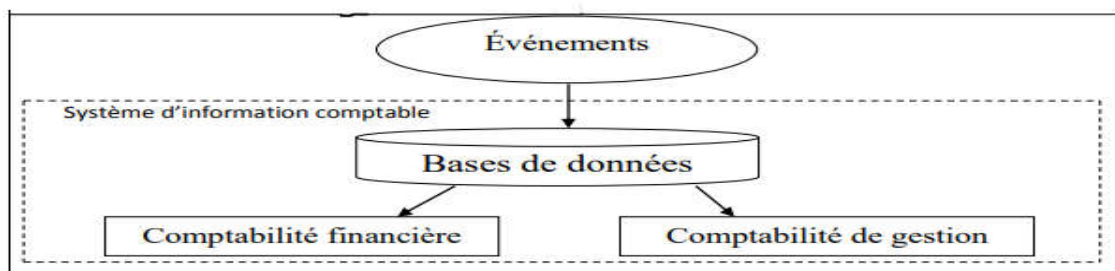 Événements
Système d'information comptable
Bases de données
Comptabilité financière
Comptabilité de gestion